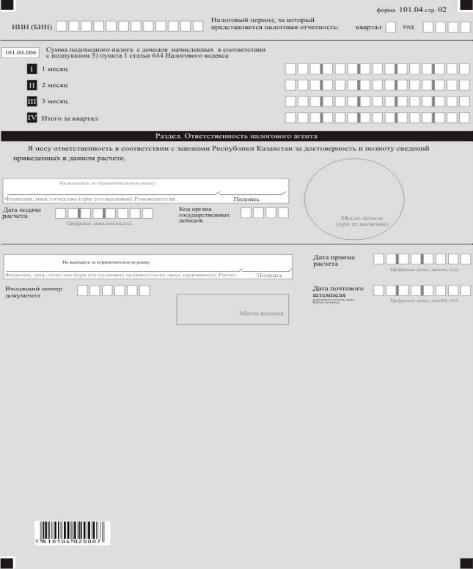 форма 101.04 стр. 02
ИИН (БИН)
Налоговый период, за который
представляется налоговая отчетность: квартал год
101.04.006
Сумма подоходного налога с доходов начисленных в соответствии
с подпунктом 5) пункта 1 статьи 644 Налогового кодекса
I 1 месяц
II 2 месяц
III 3 месяц
IV Итого за квартал
Раздел. Ответственность налогового агента
Я несу ответственность в соответствии с законами Республики Казахстан за достоверность и полноту сведений
приведенных в данном расчете.
Не выходить за ограничительную рамку
Фамилия, имя, отчество (при его наличии) Руководителя Подпись
Место печати
(при ее наличии)
Дата подачи
расчета
Цифрами день, месяц, год
Код органа
государственных
доходов
Не выходить за ограничительную рамку
Фамилия, имя, отчество (при его наличии) должностного лица, принявшего Расчет Подпись
Дата приема
расчета
Цифрами день, месяц, год
Входящий номер
документа
Место штампа
Дата почтового
штемпеля
Цифрами день, месяц, год
1 810104 020007